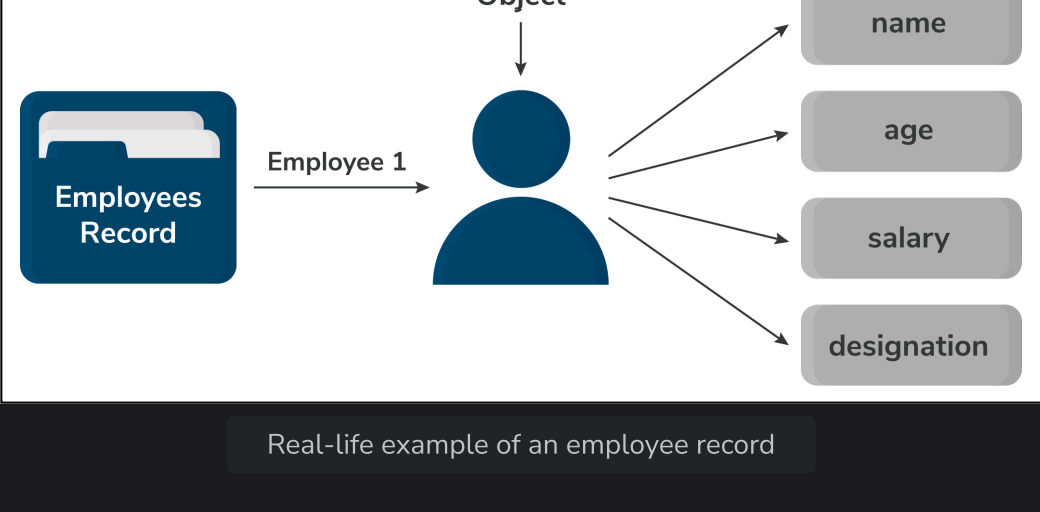 Object
name
age
Employee 1
Employees
Record
salary
designation
Real-life example of an employee record